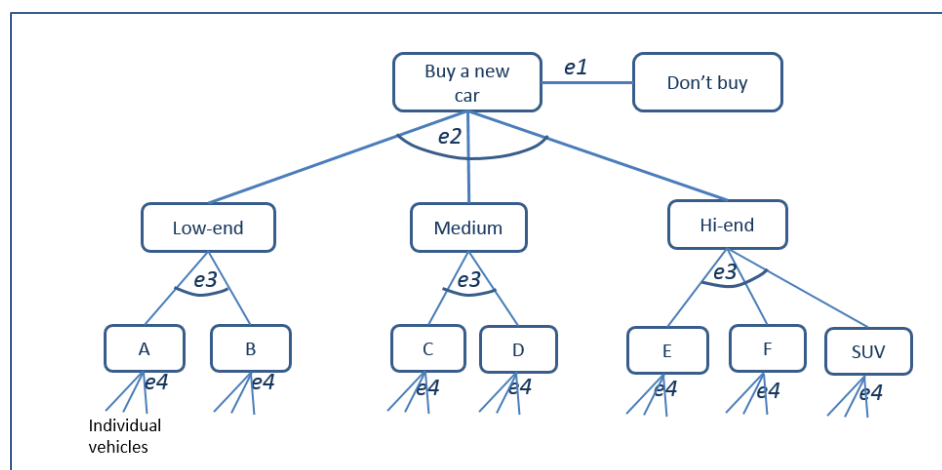 Buy a new
car
e1
Don't buy
e2
Low-end
Medium
Hi-end
e3
e3
e3
A
B
C
D
E
F
SUV
e4
e4
e4
e4
e4
e4
e4
Individual
vehicles